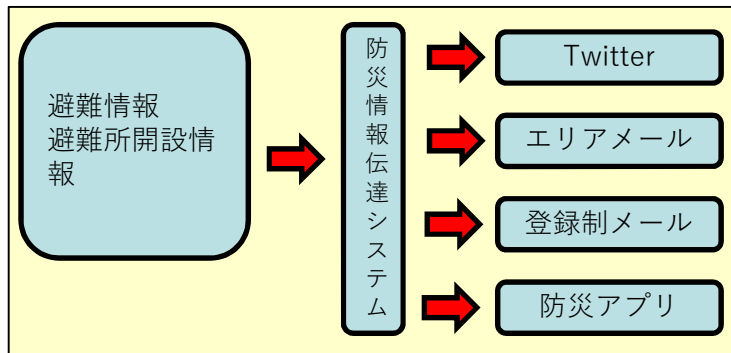 避難情報
避難所開設情
報
防災情報伝達システム
Twitter
エリアメール
登録制メール
防災アプリ